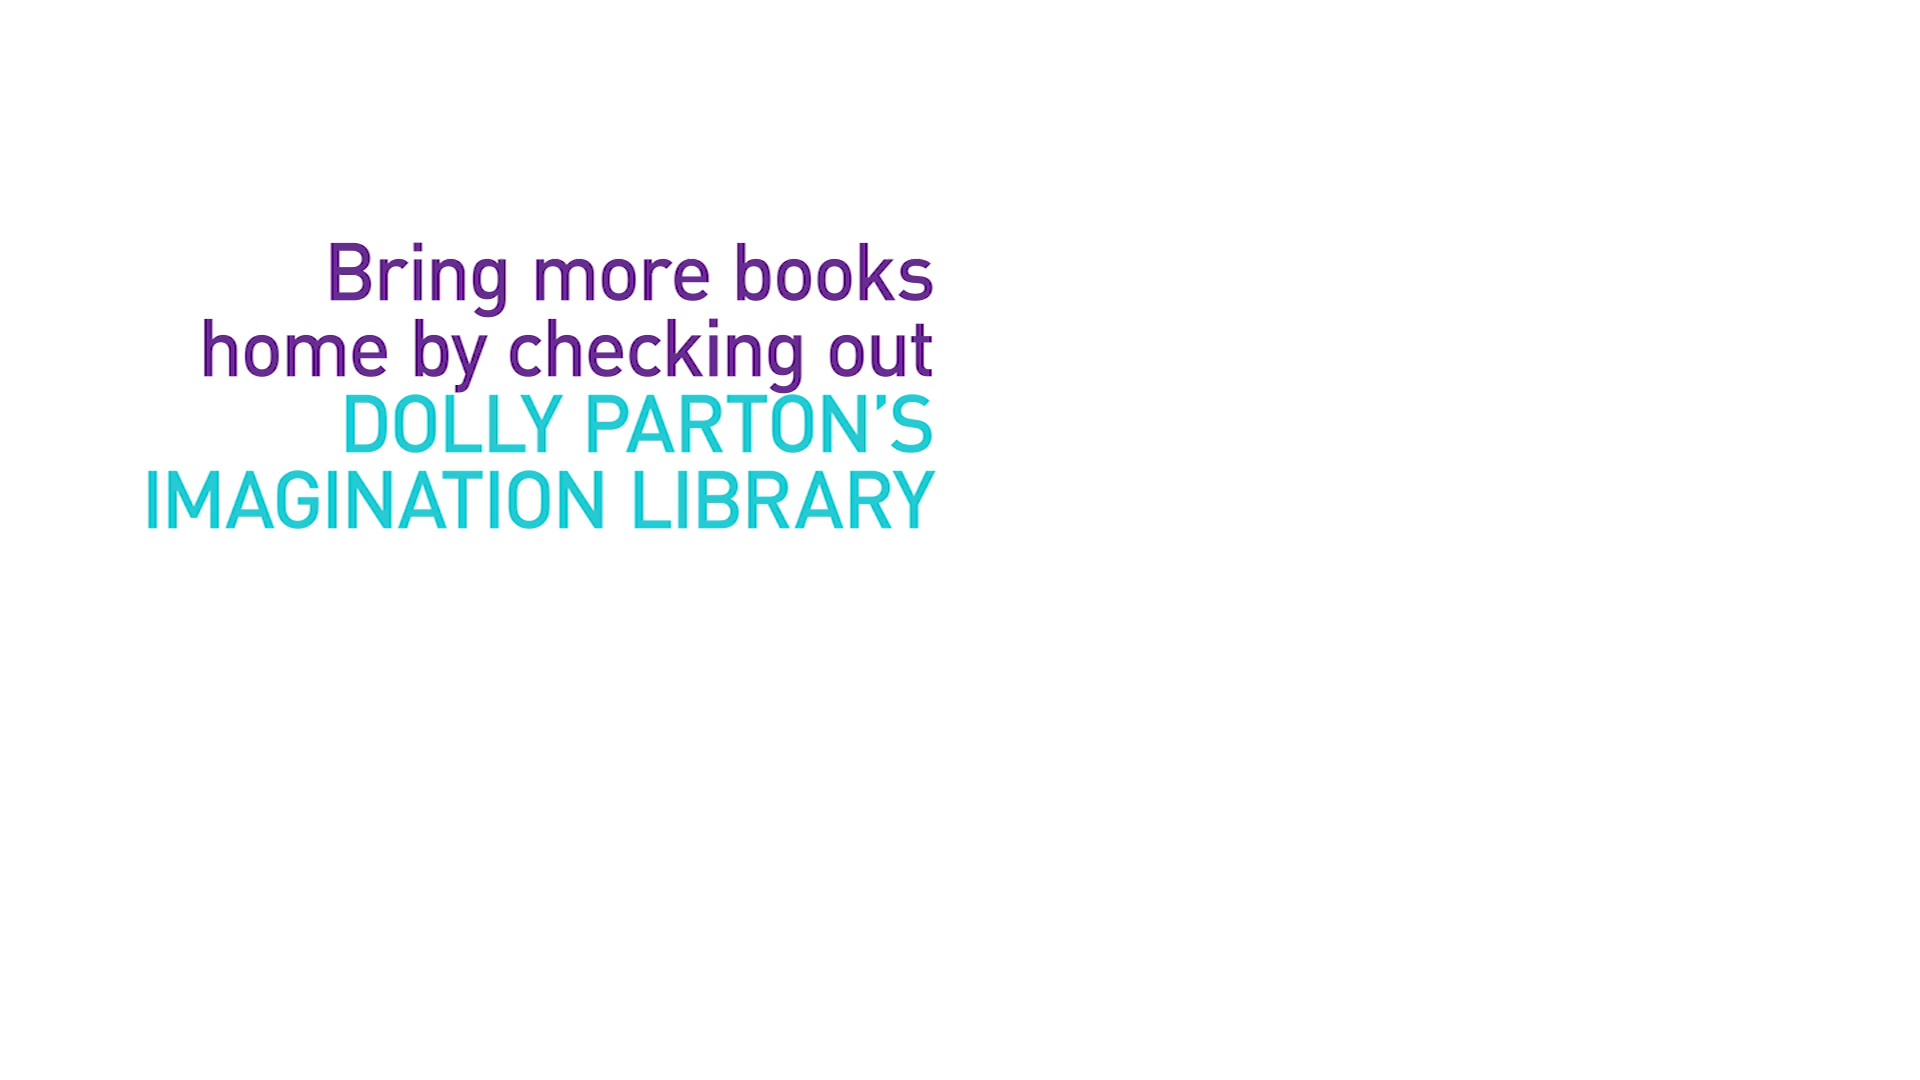 Bring more books
home by checking out
DOLLY PARTON’S
IMAGINATION LIBRARY